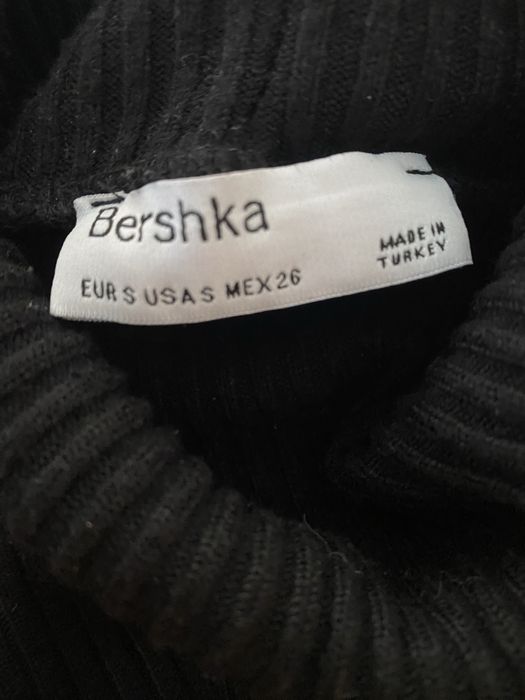 Bershka
MADE IN
TURKEY
EUR S USA S MEX 26